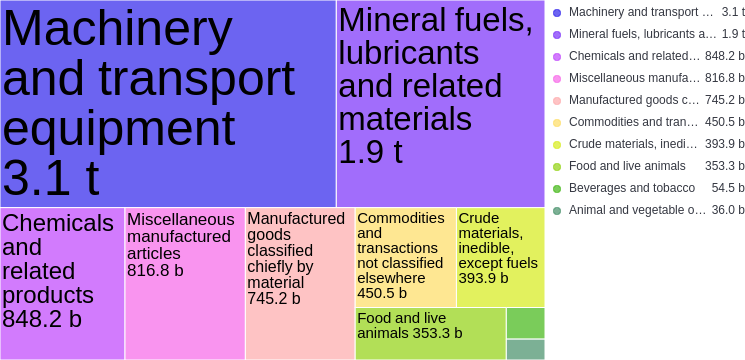 Machinery
and transport
equipment
3.1 t
Mineral fuels,
lubricants
and related
materials
1.9 t
Chemicals
and
related
products
848.2 b
Miscellaneous
manufactured
articles
816.8 b
Manufactured
goods
classified
chiefly by
material
745.2 b
Commodities
and
transactions
not classified
elsewhere
450.5 b
Crude
materials,
inedible,
except fuels
393.9 b
Food and live
animals 353.3 b
Machinery and transport … 3.1 t
Mineral fuels, lubricants a… 1.9 t
Chemicals and related… 848.2 b
Miscellaneous manufa… 816.8 b
Manufactured goods c… 745.2 b
Commodities and tran… 450.5 b
Crude materials, inedi… 393.9 b
Food and live animals 353.3 b
Beverages and tobacco 54.5 b
Animal and vegetable o… 36.0 b